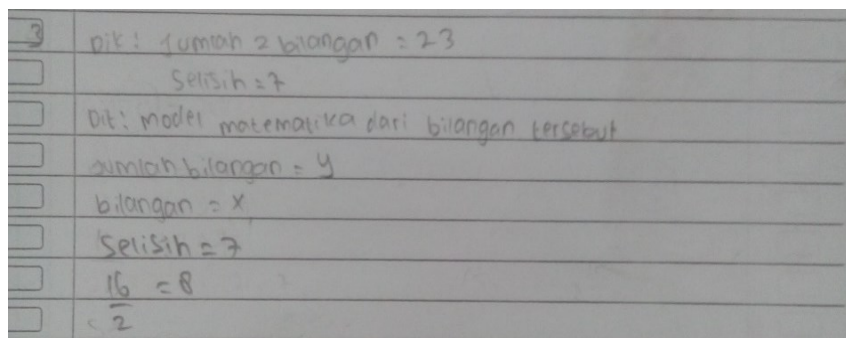 3
Dik: Jumlah 2 bilangan = 23
Selisih = 7
Dit: model matematika dari bilangan tersebut
Jumlah bilangan = y
bilangan = x
Selisih = 7
16/2 = 8